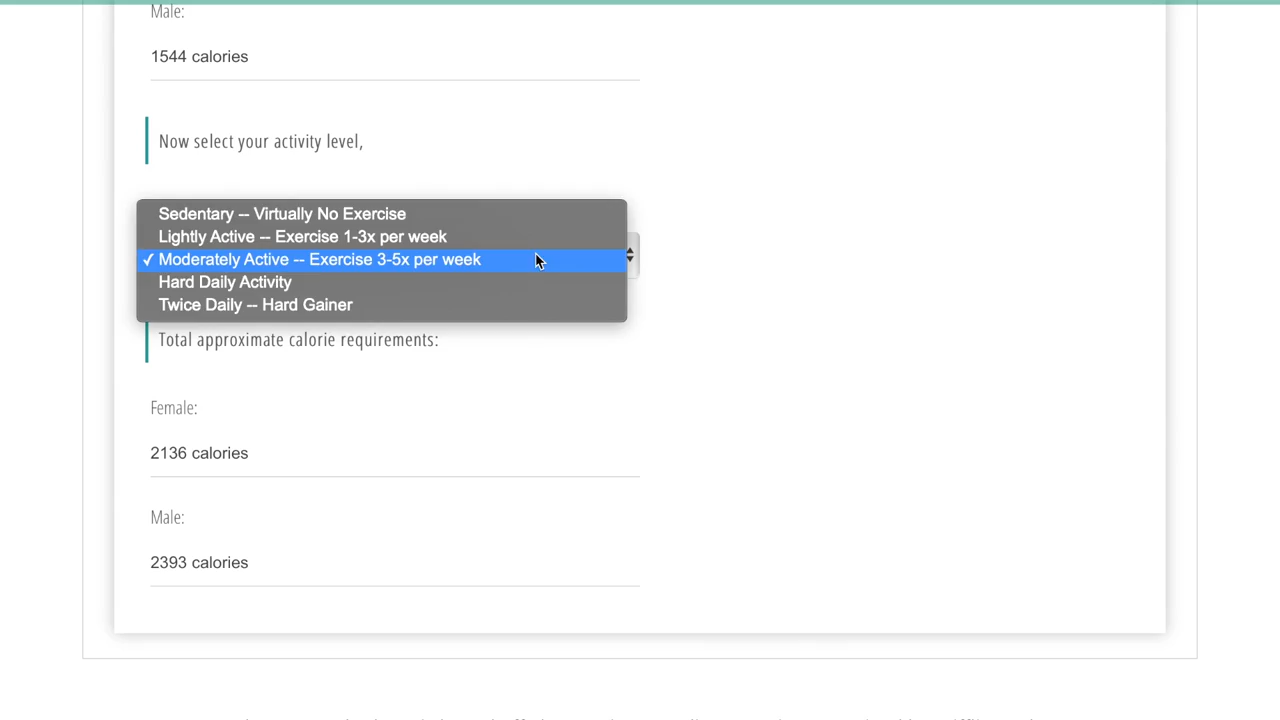 Male:
1544 calories
Now select your activity level,
Sedentary -- Virtually No Exercise
Lightly Active -- Exercise 1-3x per week
✓ Moderately Active -- Exercise 3-5x per week
Hard Daily Activity
Twice Daily -- Hard Gainer
Total approximate calorie requirements:
Female:
2136 calories
Male:
2393 calories